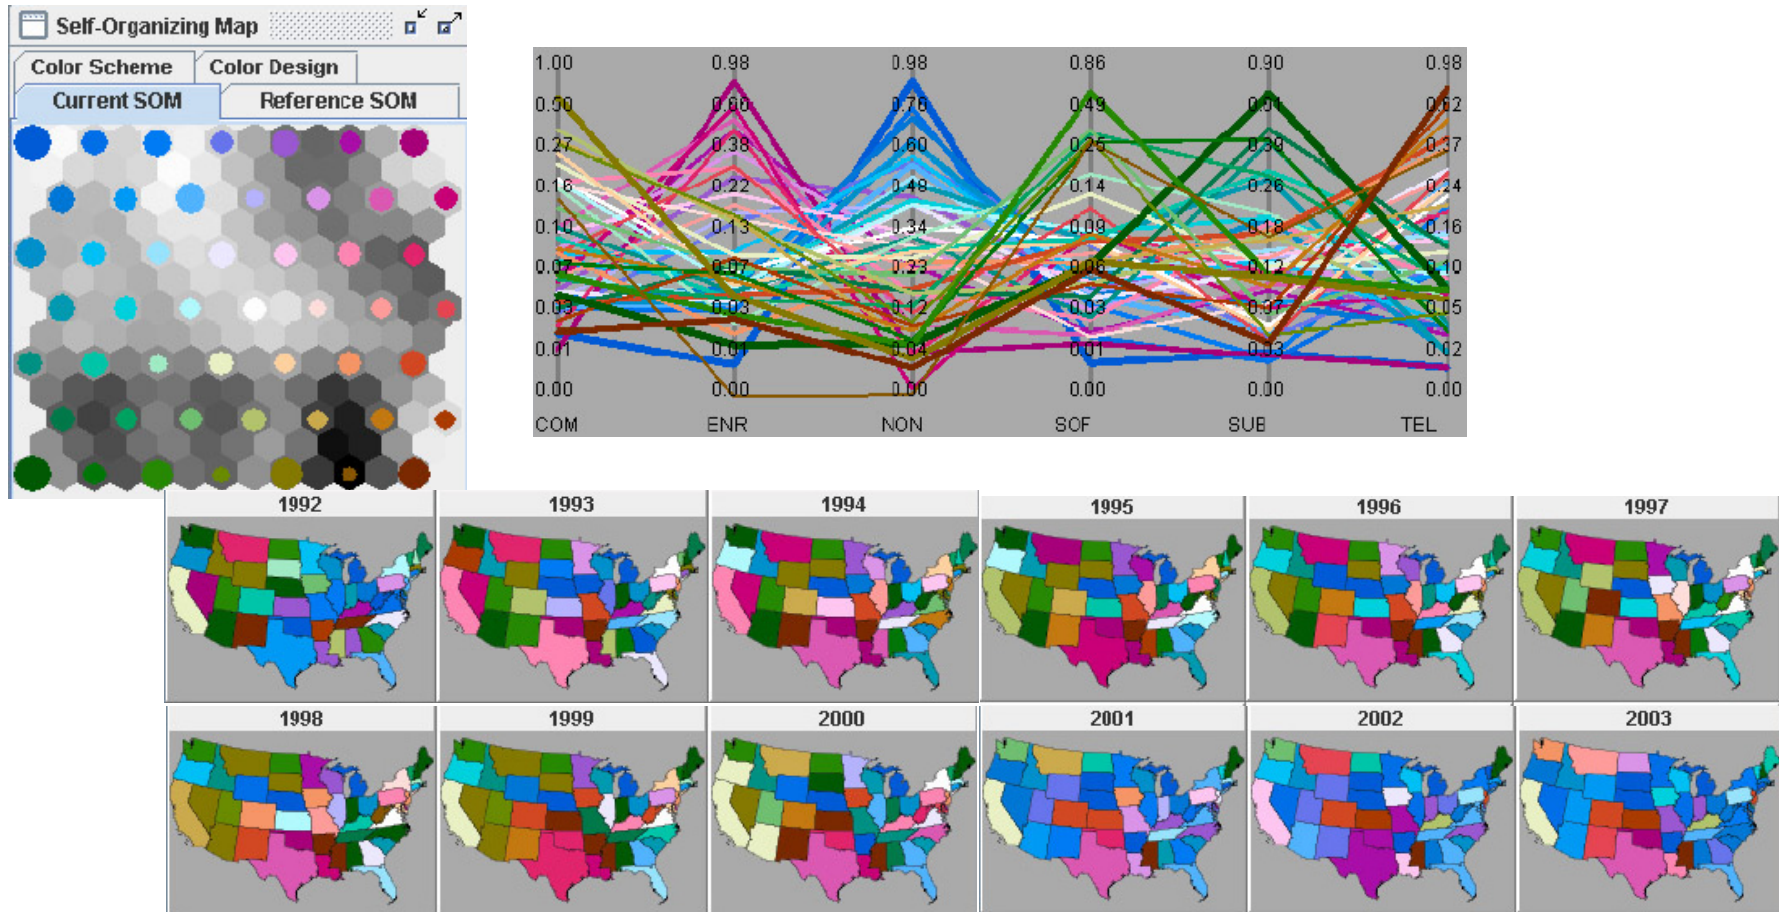 Self-Organizing Map
Color Scheme Color Design
Current SOM Reference SOM
1.00 0.98 0.98 0.86 0.90 0.98
0.50 0.60 0.76 0.49 0.82
0.27 0.38 0.60 0.25 0.39 0.37
0.16 0.22 0.48 0.14 0.26 0.24
0.10 0.13 0.34 0.09 0.18 0.16
0.07 0.07 0.23 0.06 0.12 0.10
0.03 0.03 0.12 0.03 0.07 0.05
0.01 0.01 0.04 0.01 0.03 0.02
0.00 0.00 0.00 0.00 0.00 0.00
COM ENR NON SOF SUB TEL
1992 1993 1994 1995 1996 1997
1998 1999 2000 2001 2002 2003